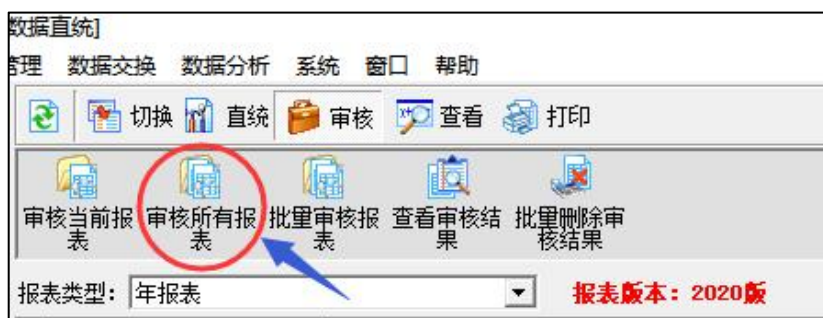 数据直统]
管理 数据交换 数据分析 系统 窗口 帮助
切换 直统 审核 查看 打印
审核当前报表 审核所有报表 批量审核报表 查看审核结果 批量删除审核结果
报表类型: 年报表 报表版本: 2020版